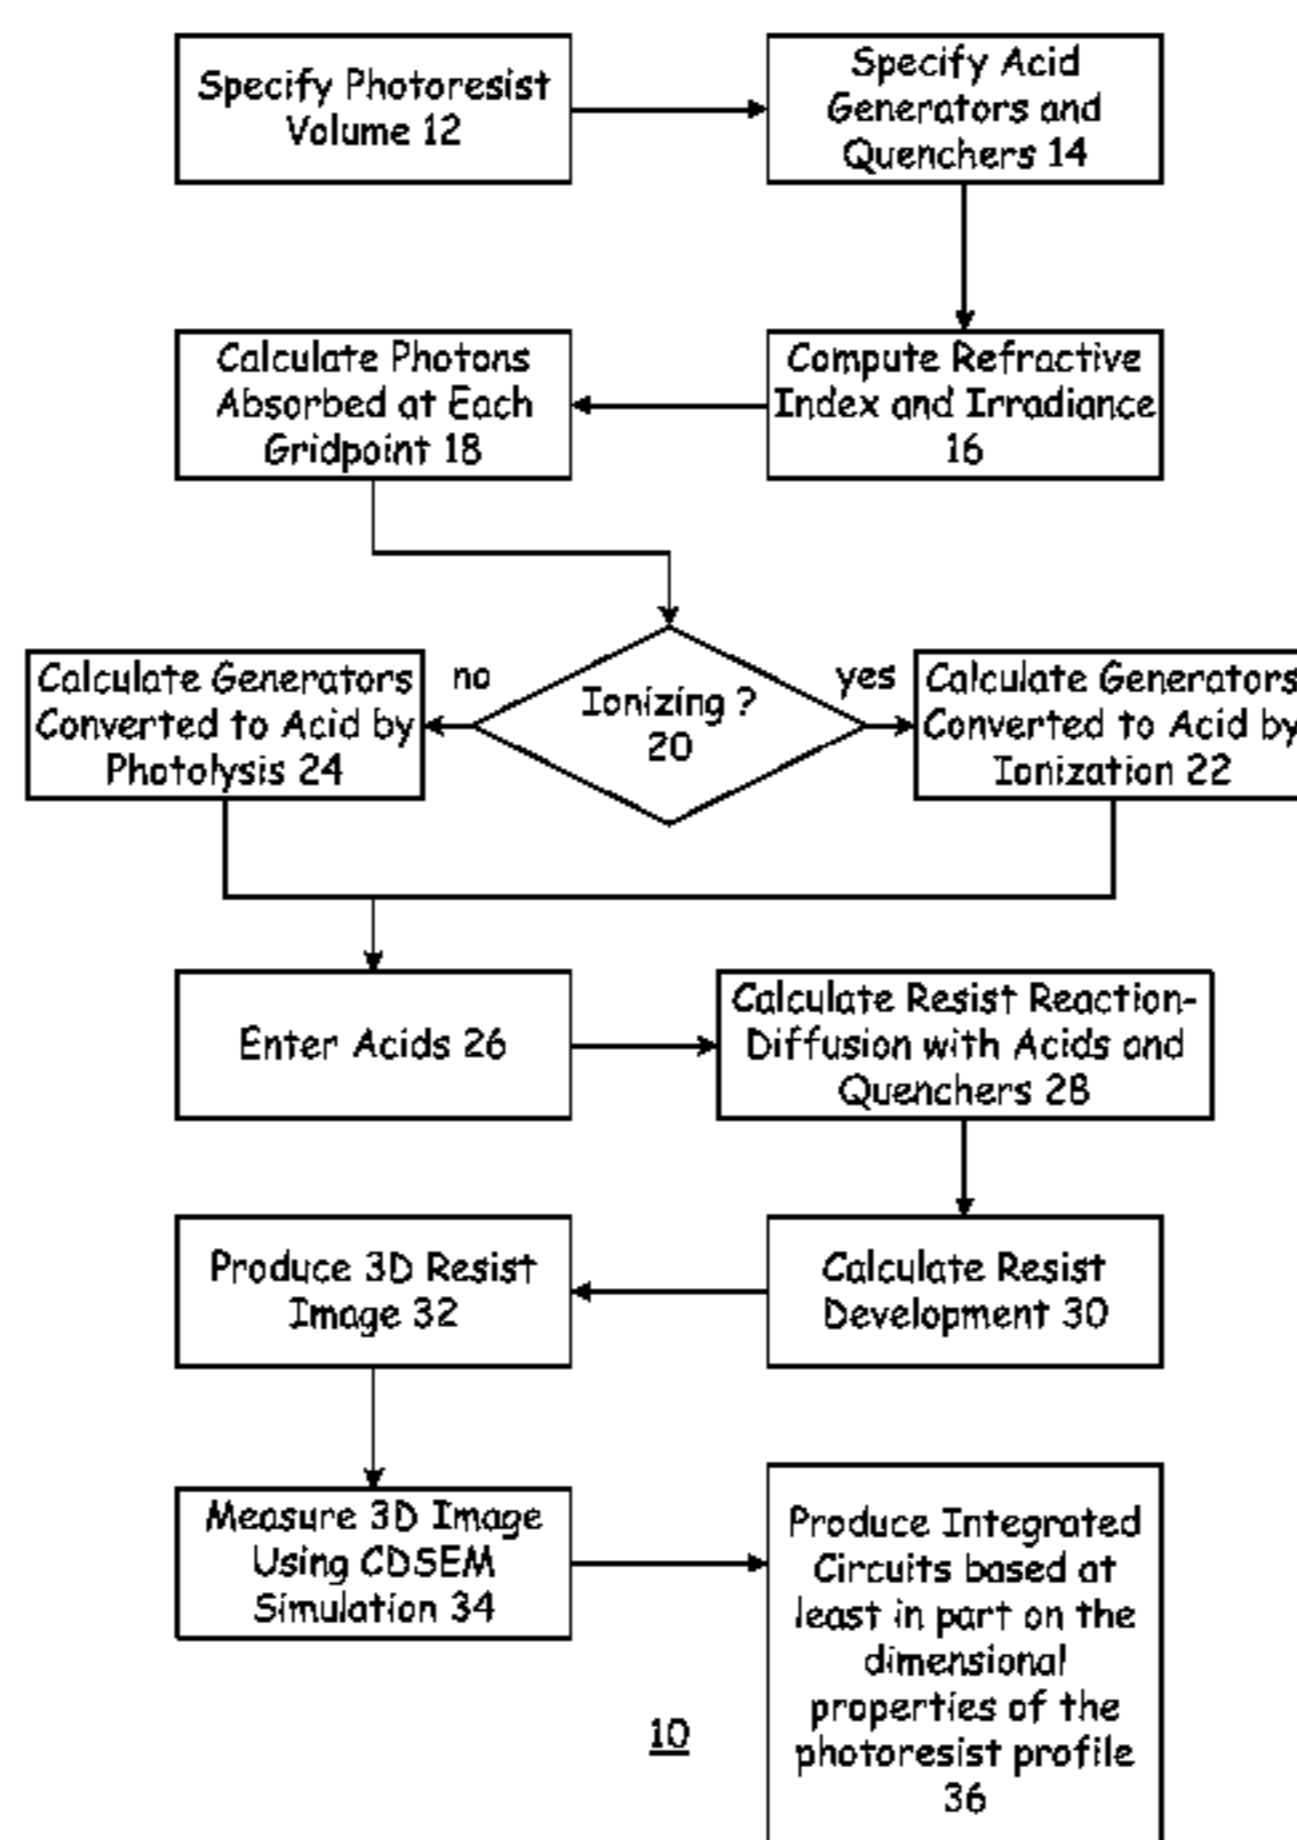 Specify Photoresist
Volume 12
Specify Acid
Generators and
Quenchers 14
Calculate Photons
Absorbed at Each
Gridpoint 18
Compute Refractive
Index and Irradiance
16
Calculate Generators
Converted to Acid by
Photolysis 24
no
Ionizing ?
20
yes
Calculate Generators
Converted to Acid by
Ionization 22
Enter Acids 26
Calculate Resist Reaction-
Diffusion with Acids and
Quenchers 28
Produce 3D Resist
Image 32
Calculate Resist
Development 30
Measure 3D Image
Using CDSEM
Simulation 34
Produce Integrated
Circuits based at
least in part on the
dimensional
properties of the
photoresist profile
36
10